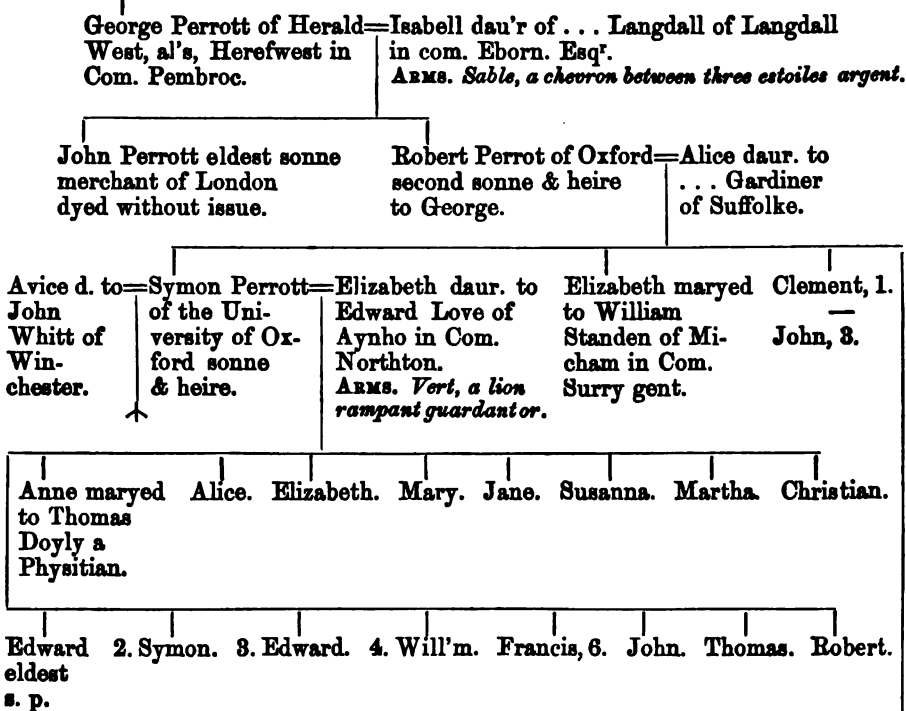 George Perrott of Herald=Isabell dau'r of . . . Langdall of Langdall
West, al's, Herefwest in
Com. Pembroc.
in com. Eborn. Esqr.
ARMS. Sable, a chevron between three estoiles argent.
John Perrott eldest sonne
merchant of London
dyed without issue.
Robert Perrot of Oxford=Alice daur. to
second sonne & heire
to George.
. . . Gardiner
of Suffolke.
Avice d. to=Symon Perrott=Elizabeth daur. to
John
Whitt of
Win-
chester.
of the Uni-
versity of Ox-
ford sonne
& heire.
Edward Love of
Aynho in Com.
Northton.
ARMS. Vert, a lion
rampant guardant or.
Elizabeth maryed
to William
Standen of Mi-
cham in Com.
Surry gent.
Clement, 1.
—
John, 3.
Anne maryed
to Thomas
Doyly a
Physitian.
Alice. Elizabeth. Mary. Jane. Susanna. Martha. Christian.
Edward
eldest
s. p.
2. Symon. 3. Edward. 4. Will'm. Francis, 6. John. Thomas. Robert.